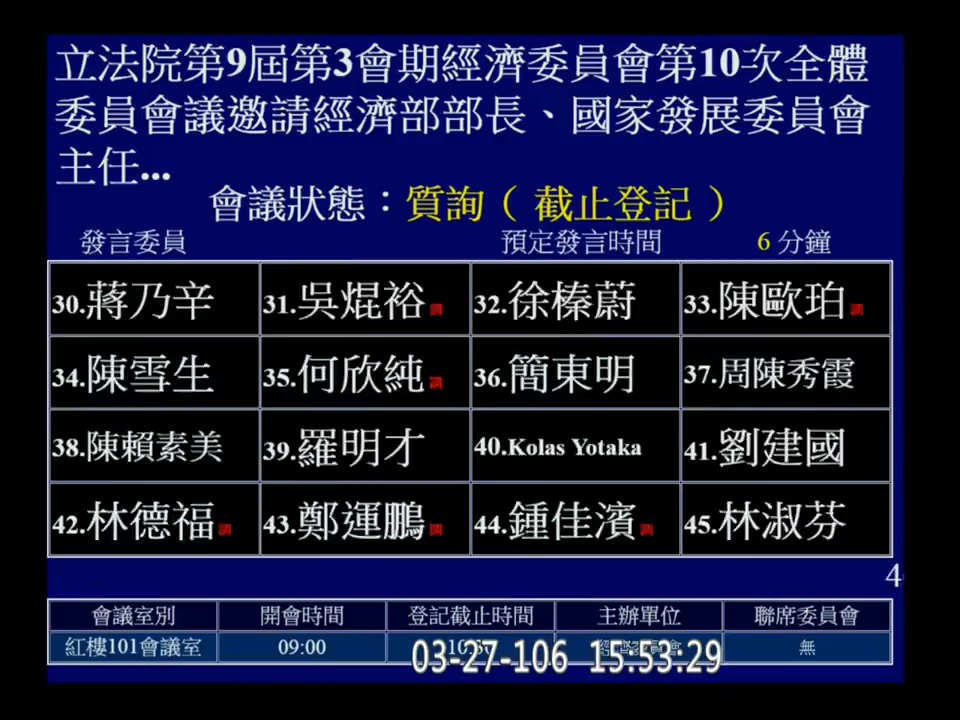 立法院第9屆第3會期經濟委員會第10次全體
委員會議邀請經濟部部長、國家發展委員會
主任...
會議狀態：質詢（截止登記）
發言委員 預定發言時間 6 分鐘
30.蔣乃辛 31.吳焜裕 32.徐榛蔚 33.陳歐珀
34.陳雪生 35.何欣純 36.簡東明 37.周陳秀霞
38.陳賴素美 39.羅明才 40.Kolas Yotaka 41.劉建國
42.林德福 43.鄭運鵬 44.鍾佳濱 45.林淑芬
4
會議室別 開會時間 登記截止時間 主辦單位 聯席委員會
紅樓101會議室 09:00 經濟委員會 無
03-27-106 15:53:29